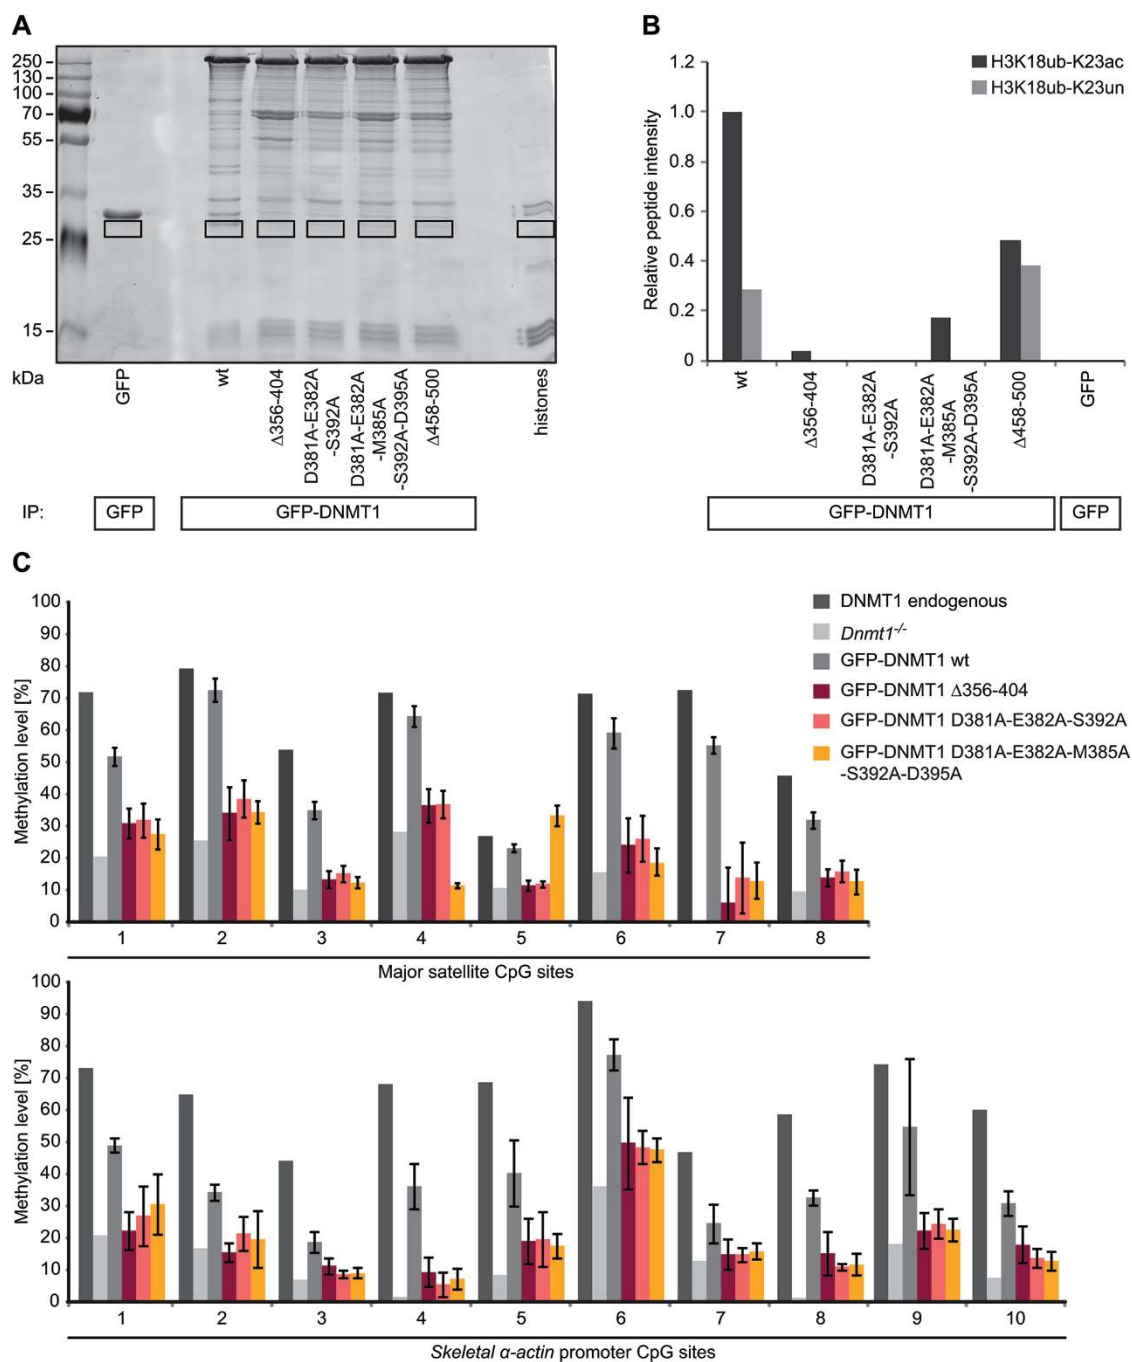 A
250
130
100
70
55
35
25
15
kDa
GFP
wt
Δ356-404
D381A-E382A
-S392A
D381A-E382A
-M385A
-S392A-D395A
Δ458-500
histones
IP:
GFP
GFP-DNMT1
B
H3K18ub-K23ac
H3K18ub-K23un
Relative peptide intensity
1.2
1.0
0.8
0.6
0.4
0.2
0
wt
Δ356-404
D381A-E382A
-S392A
D381A-E382A
-M385A
-S392A-D395A
Δ458-500
GFP
GFP-DNMT1
GFP
C
DNMT1 endogenous
Dnmt1-/-
GFP-DNMT1 wt
GFP-DNMT1 Δ356-404
GFP-DNMT1 D381A-E382A-S392A
GFP-DNMT1 D381A-E382A-M385A
-S392A-D395A
Methylation level [%]
100
90
80
70
60
50
40
30
20
10
0
1 2 3 4 5 6 7 8
Major satellite CpG sites
Methylation level [%]
100
90
80
70
60
50
40
30
20
10
0
1 2 3 4 5 6 7 8 9 10
Skeletal α-actin promoter CpG sites